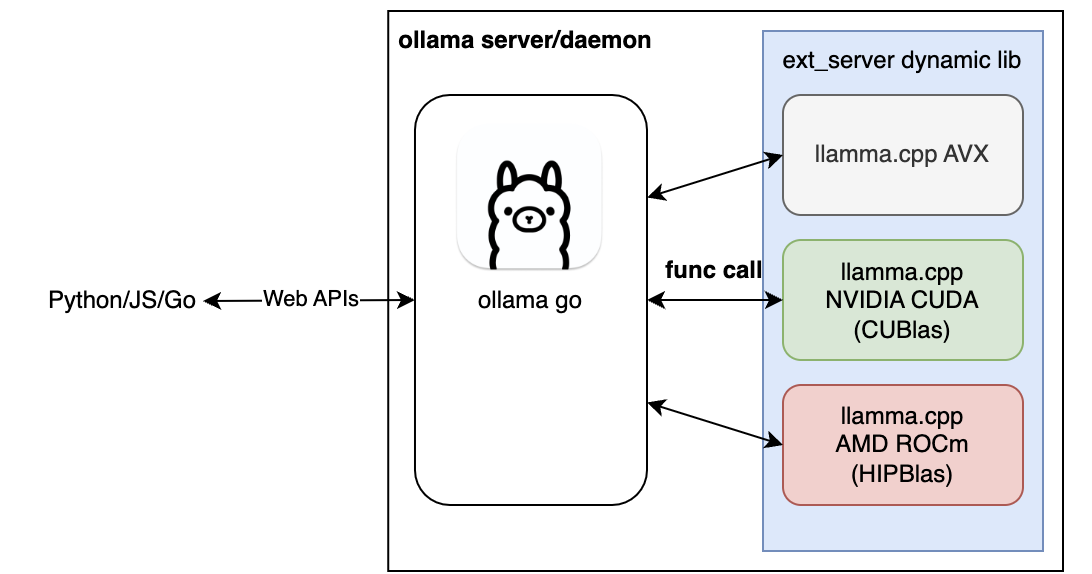 ollama server/daemon
ext_server dynamic lib
llamma.cpp AVX
func call
llamma.cpp
NVIDIA CUDA
(CUBlas)
Python/JS/Go
Web APIs
ollama go
llamma.cpp
AMD ROCm
(HIPBlas)